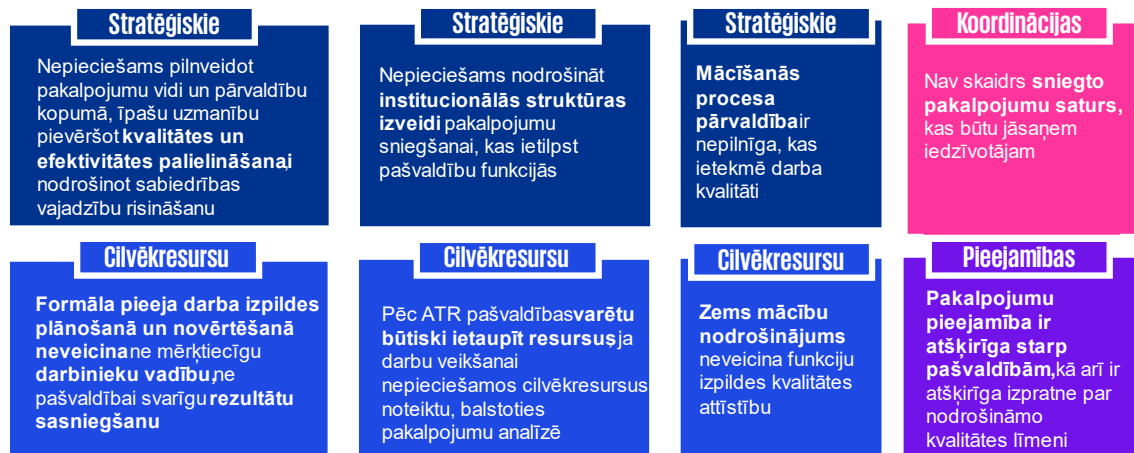 Stratēģiskie
Nepieciešams pilnveidot
pakalpojumu vidi un pārvaldību
kopumā, īpašu uzmanību
pievēršot kvalitātes un
efektivitātes palielināšanai,
nodrošinot sabiedrības
vajadzību risināšanu
Stratēģiskie
Nepieciešams nodrošināt
institucionālās struktūras
izveidi pakalpojumu
sniegšanai, kas ietilpst
pašvaldību funkcijās
Stratēģiskie
Mācīšanās
procesa
pārvaldība ir
nepilnīga, kas
ietekmē darba
kvalitāti
Koordinācijas
Nav skaidrs sniegto
pakalpojumu saturs,
kas būtu jāsaņem
iedzīvotājam
Cilvēkresursu
Formāla pieeja darba izpildes
plānošanā un novērtēšanā
neveicina ne mērķtiecīgu
darbinieku vadību, ne
pašvaldībai svarīgu rezultātu
sasniegšanu
Cilvēkresursu
Pēc ATR pašvaldības varētu
būtiski ietaupīt resursus, ja
darbu veikšanai
nepieciešamos cilvēkresursus
noteiktu, balstoties
pakalpojumu analīzē
Cilvēkresursu
Zems mācību
nodrošinājums
neveicina funkciju
izpildes kvalitātes
attīstību
Pieejamības
Pakalpojumu
pieejamība ir
atšķirīga starp
pašvaldībām, kā arī ir
atšķirīga izpratne par
nodrošināmo
kvalitātes līmeni